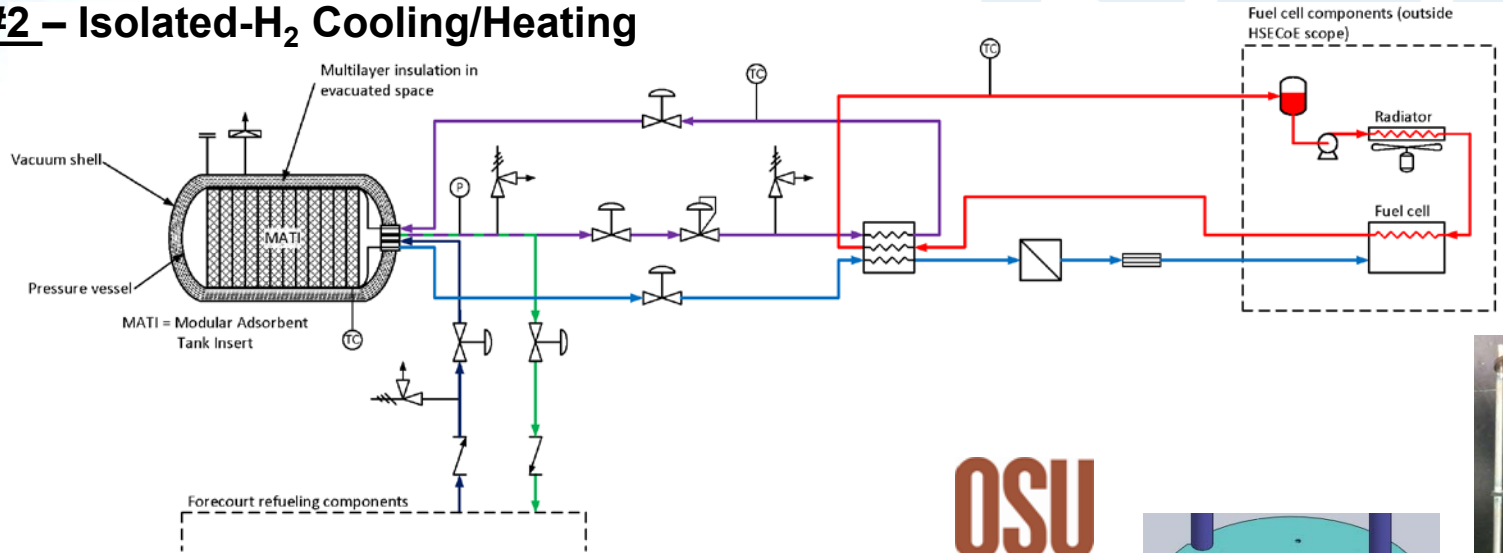 #2 – Isolated-H₂ Cooling/Heating
Fuel cell components (outside
HSECoE scope)
Multilayer insulation in
evacuated space
TC
TC
Radiator
Vacuum shell
P
Fuel cell
MATI
Pressure vessel
MATI = Modular Adsorbent
Tank Insert
TC
Forecourt refueling components
OSU